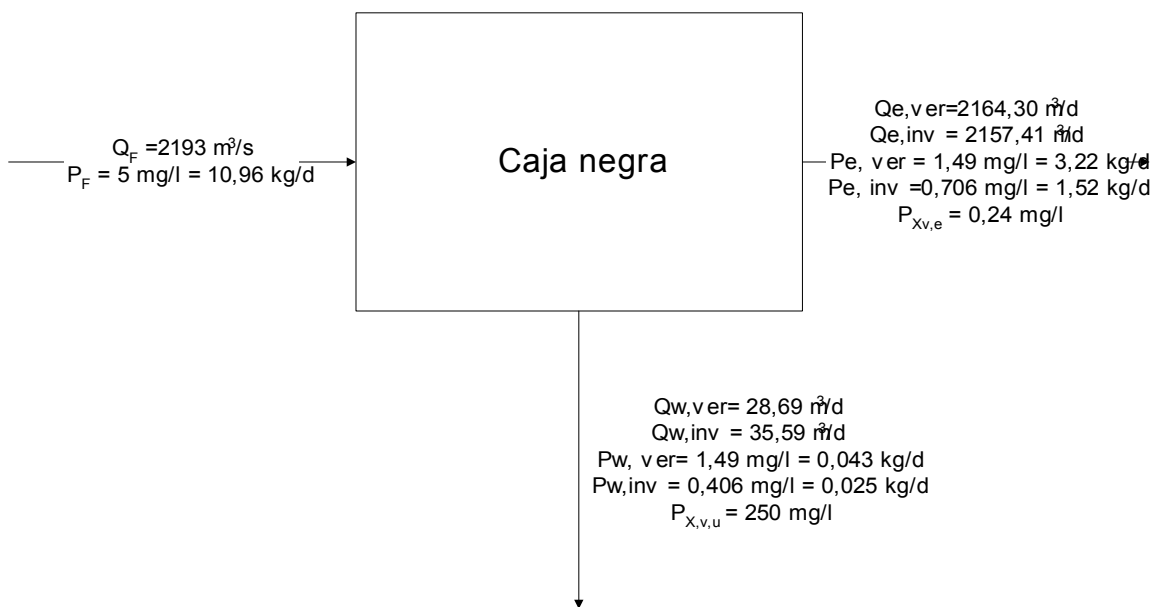 Q_F =2193 m³/s
P_F = 5 mg/l = 10,96 kg/d
Caja negra
Qe,ver=2164,30 m³/d
Qe,inv = 2157,41 m³/d
Pe, ver = 1,49 mg/l = 3,22 kg/d
Pe, inv =0,706 mg/l = 1,52 kg/d
P_Xv,e = 0,24 mg/l
Qw,ver= 28,69 m³/d
Qw,inv = 35,59 m³/d
Pw, ver= 1,49 mg/l = 0,043 kg/d
Pw,inv = 0,406 mg/l = 0,025 kg/d
P_X,v,u = 250 mg/l